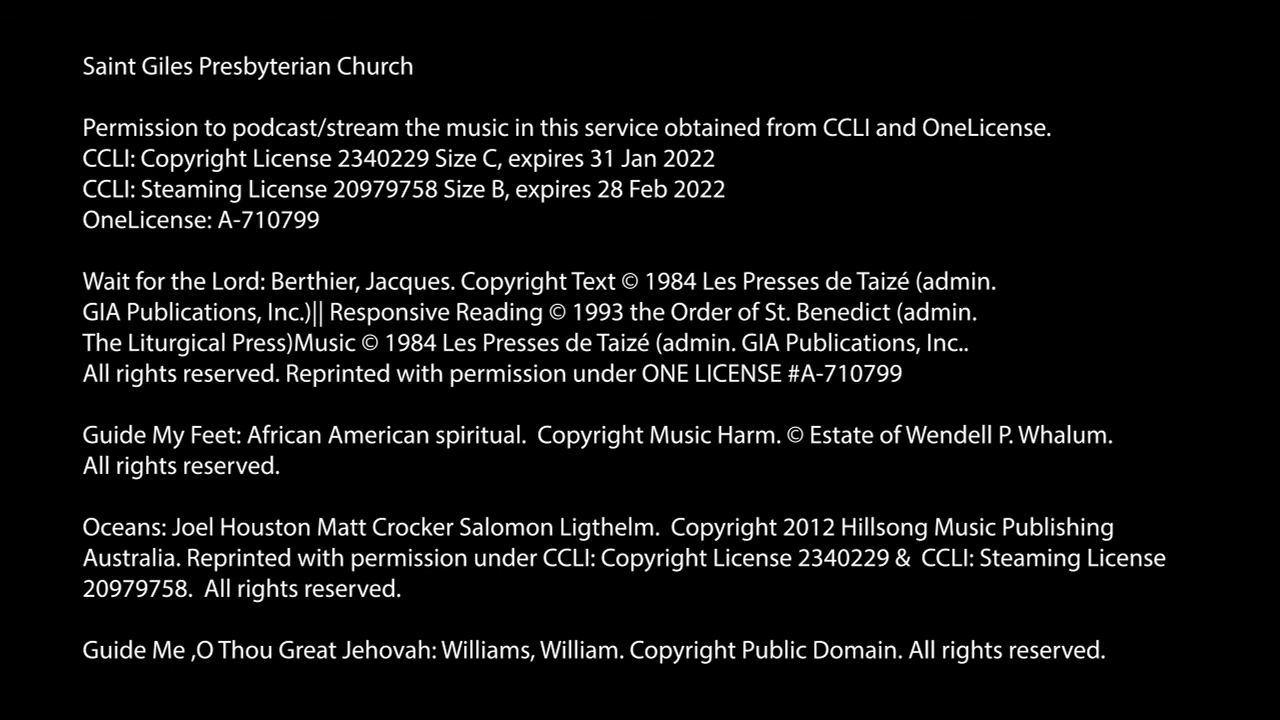 Saint Giles Presbyterian Church
Permission to podcast/stream the music in this service obtained from CCLI and OneLicense.
CCLI: Copyright License 2340229 Size C, expires 31 Jan 2022
CCLI: Steaming License 20979758 Size B, expires 28 Feb 2022
OneLicense: A-710799
Wait for the Lord: Berthier, Jacques. Copyright Text © 1984 Les Presses de Taizé (admin.
GIA Publications, Inc.)|| Responsive Reading © 1993 the Order of St. Benedict (admin.
The Liturgical Press)Music © 1984 Les Presses de Taizé (admin. GIA Publications, Inc..
All rights reserved. Reprinted with permission under ONE LICENSE #A-710799
Guide My Feet: African American spiritual.  Copyright Music Harm. © Estate of Wendell P. Whalum.
All rights reserved.
Oceans: Joel Houston Matt Crocker Salomon Ligthelm.  Copyright 2012 Hillsong Music Publishing
Australia. Reprinted with permission under CCLI: Copyright License 2340229 &  CCLI: Steaming License
20979758.  All rights reserved.
Guide Me ,O Thou Great Jehovah: Williams, William. Copyright Public Domain. All rights reserved.